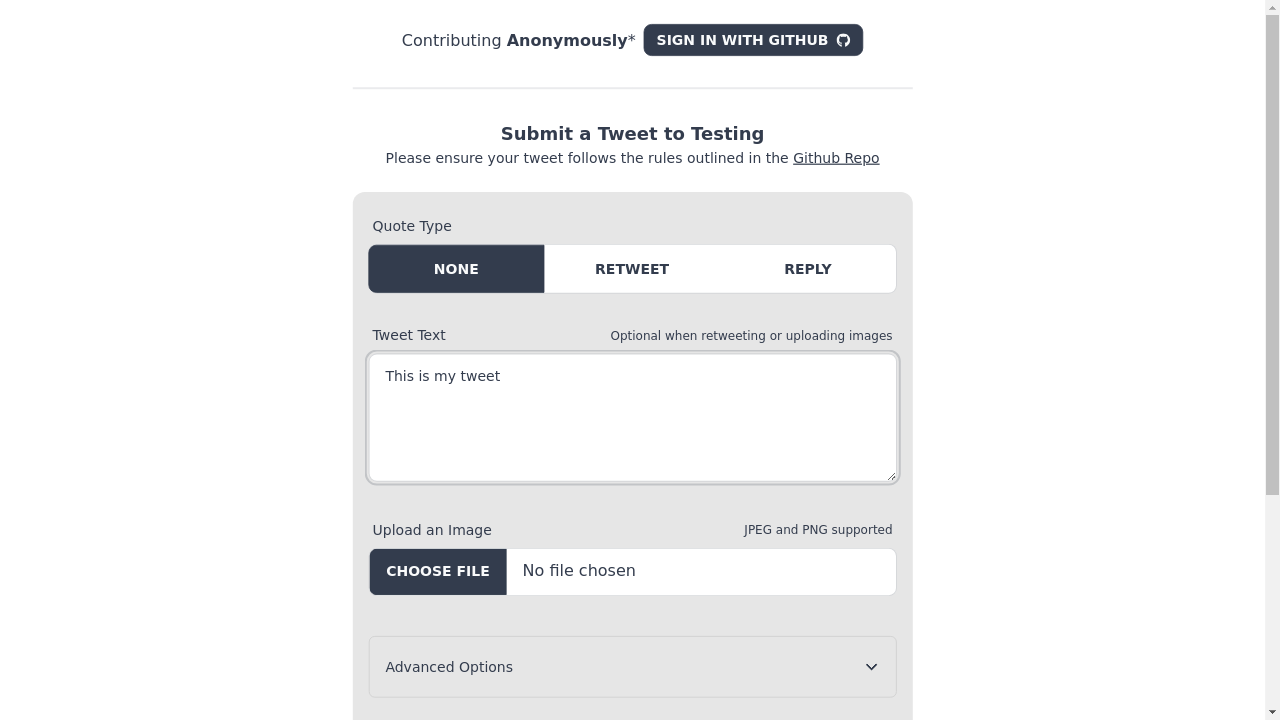 Contributing Anonymously* SIGN IN WITH GITHUB
Submit a Tweet to Testing
Please ensure your tweet follows the rules outlined in the Github Repo
Quote Type
NONE RETWEET REPLY
Tweet Text Optional when retweeting or uploading images
This is my tweet
Upload an Image JPEG and PNG supported
CHOOSE FILE No file chosen
Advanced Options